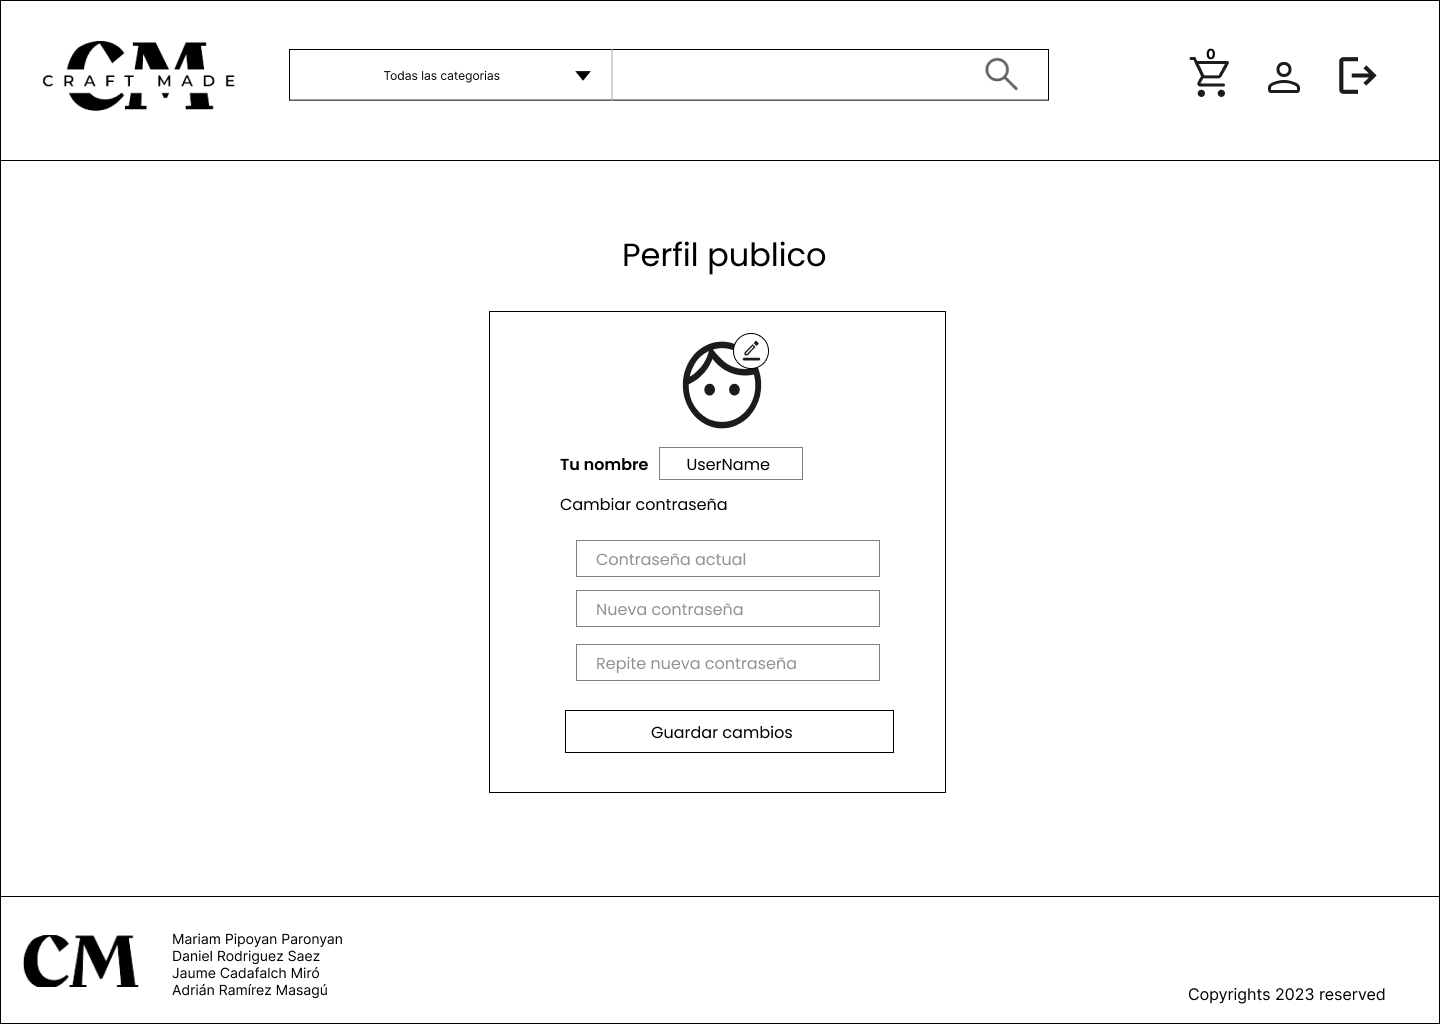 CM
CRAFT MADE
Todas las categorias
0
Perfil publico
Tu nombre UserName
Cambiar contraseña
Contraseña actual
Nueva contraseña
Repite nueva contraseña
Guardar cambios
CM
Mariam Pipoyan Paronyan
Daniel Rodriguez Saez
Jaume Cadafalch Miró
Adrián Ramírez Masagú
Copyrights 2023 reserved